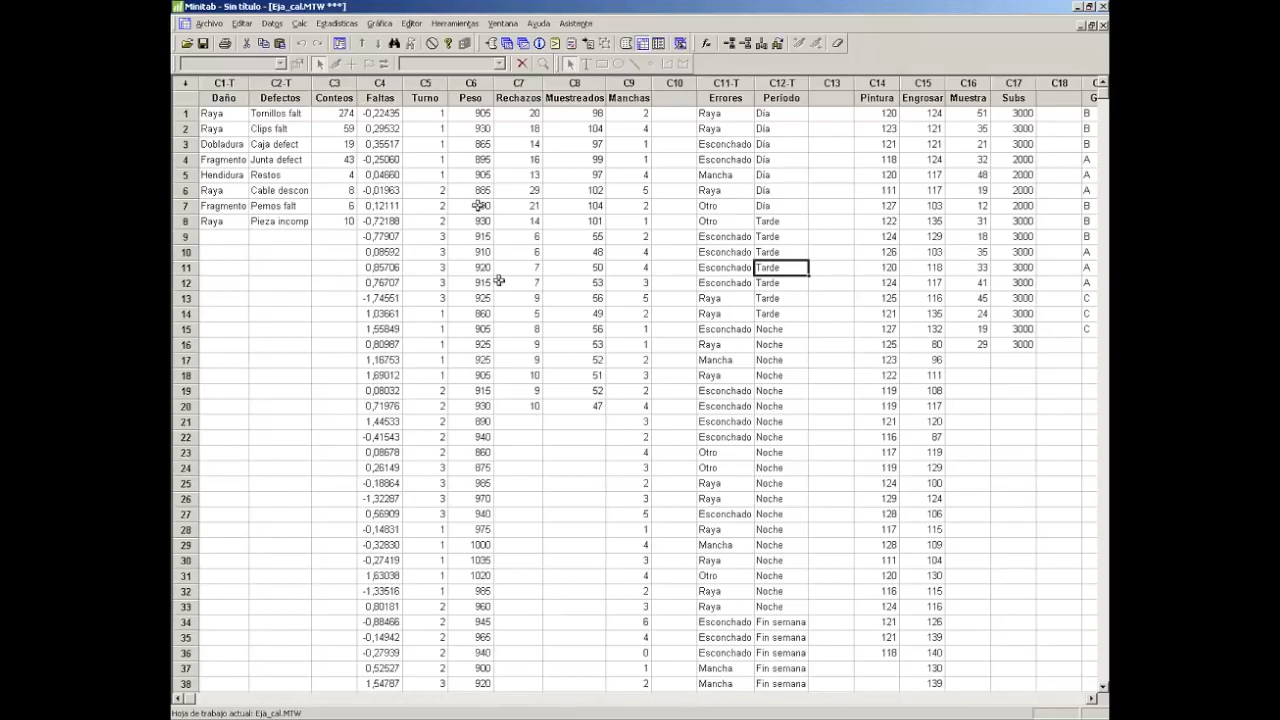 Minitab - Sin título - [Eja_cal.MTW ***]
Archivo Editar Datos Calc Estadísticas Gráfica Editor Herramientas Ventana Ayuda Asistente
C1-T C2-T C3 C4 C5 C6 C7 C8 C9 C10 C11-T C12-T C13 C14 C15 C16 C17 C18
Daño Defectos Conteos Faltas Turno Peso Rechazos Muestreados Manchas Errores Período Pintura Engrosar Muestra Subs
1 Raya Tornillos falt 274 -0,22435 1 905 20 98 2 Raya Día 120 124 51 3000 B
2 Raya Clips falt 59 0,29532 1 930 18 104 4 Raya Día 123 121 35 3000 B
3 Dobladura Caja defect 19 0,35517 1 865 14 97 1 Esconchado Día 121 121 21 3000 B
4 Fragmento Junta defect 43 -0,25060 1 895 16 99 1 Esconchado Día 118 124 32 2000 A
5 Hendidura Restos 4 0,04660 1 905 13 97 4 Mancha Día 120 117 48 2000 A
6 Raya Cable descon 8 -0,01963 2 885 29 102 5 Raya Día 111 117 19 2000 A
7 Fragmento Pernos falt 6 0,12111 2 21 104 2 Otro Día 127 103 12 2000 B
8 Raya Pieza incomp 10 -0,72188 2 930 14 101 1 Otro Tarde 122 135 31 3000 B
9 -0,77907 3 915 6 55 2 Esconchado Tarde 124 129 18 3000 B
10 0,08592 3 910 6 48 4 Esconchado Tarde 126 103 35 3000 A
11 0,85706 3 920 7 50 4 Esconchado Tarde 120 118 33 3000 A
12 0,76707 3 915 7 53 3 Esconchado Tarde 124 117 41 3000 A
13 -1,74551 3 925 9 56 5 Raya Tarde 125 116 45 3000 C
14 1,03661 1 860 5 49 2 Raya Tarde 121 135 24 3000 C
15 1,55849 1 905 8 56 1 Esconchado Noche 127 132 19 3000 C
16 0,80987 1 925 9 53 1 Raya Noche 125 80 29 3000
17 1,16753 1 925 9 52 2 Mancha Noche 123 96
18 1,69012 1 905 10 51 3 Raya Noche 122 111
19 0,08032 2 915 9 52 2 Esconchado Noche 119 108
20 0,71976 2 930 10 47 4 Esconchado Noche 119 117
21 1,44533 2 890 3 Esconchado Noche 121 120
22 -0,41543 2 940 2 Esconchado Noche 116 87
23 0,08678 2 860 4 Otro Noche 117 119
24 0,26149 3 875 3 Otro Noche 119 129
25 -0,18864 3 985 2 Raya Noche 124 100
26 -1,32287 3 970 3 Raya Noche 129 124
27 0,56909 3 940 5 Esconchado Noche 128 106
28 -0,14831 1 975 1 Raya Noche 117 115
29 -0,32830 1 1000 4 Mancha Noche 128 109
30 -0,27419 1 1035 3 Raya Noche 111 104
31 1,63038 1 1020 4 Otro Noche 120 130
32 -1,33516 1 985 2 Raya Noche 116 115
33 0,80181 2 960 3 Raya Noche 124 116
34 -0,88466 2 945 6 Esconchado Fin semana 121 126
35 -0,14942 2 965 4 Esconchado Fin semana 121 139
36 -0,27939 2 940 0 Esconchado Fin semana 118 140
37 0,52527 2 900 1 Mancha Fin semana 130
38 1,54787 3 920 2 Mancha Fin semana 139
Hoja de trabajo actual: Eja_cal.MTW